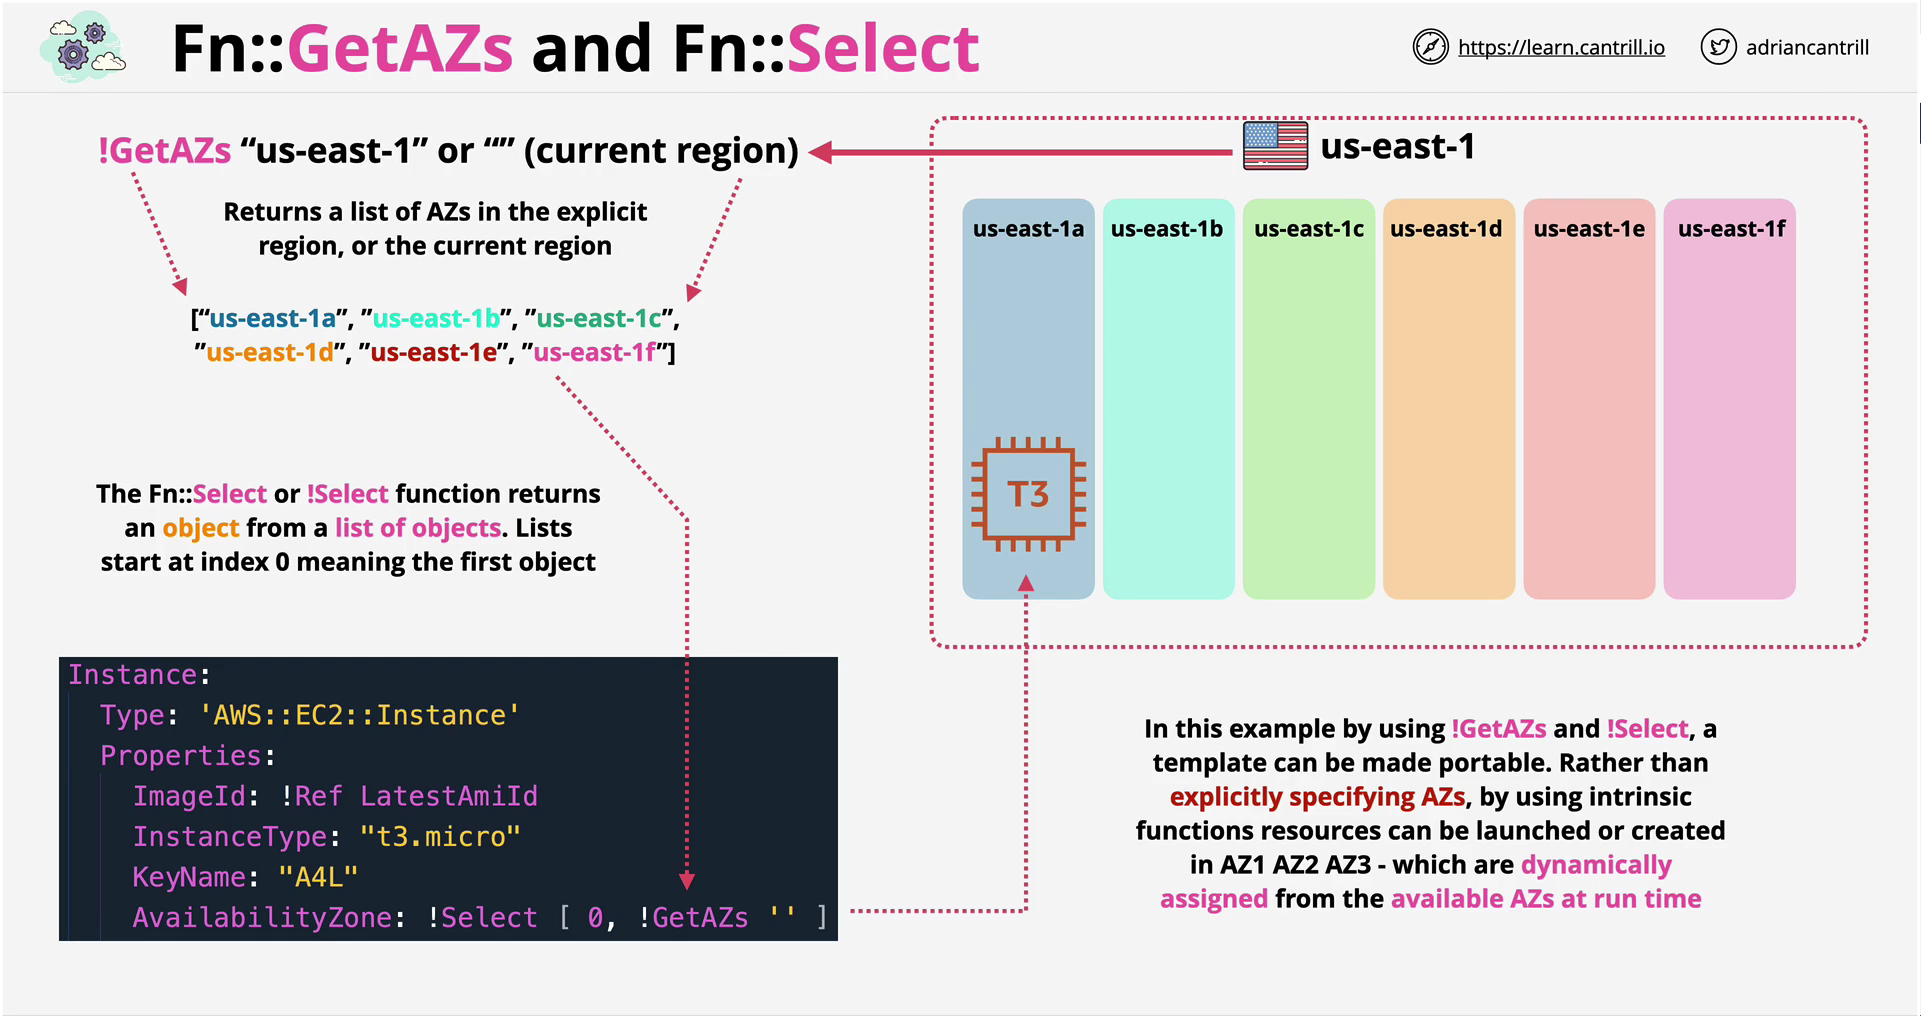 Fn::GetAZs and Fn::Select
https://learn.cantrill.io
adriancantrill
!GetAZs “us-east-1” or “” (current region)
Returns a list of AZs in the explicit
region, or the current region
[“us-east-1a”, ”us-east-1b”, ”us-east-1c”,
”us-east-1d”, ”us-east-1e”, ”us-east-1f”]
us-east-1
us-east-1a
us-east-1b
us-east-1c
us-east-1d
us-east-1e
us-east-1f
T3
The Fn::Select or !Select function returns
an object from a list of objects. Lists
start at index 0 meaning the first object
Instance:
Type: 'AWS::EC2::Instance'
Properties:
ImageId: !Ref LatestAmiId
InstanceType: "t3.micro"
KeyName: "A4L"
AvailabilityZone: !Select [ 0, !GetAZs '' ]
In this example by using !GetAZs and !Select, a
template can be made portable. Rather than
explicitly specifying AZs, by using intrinsic
functions resources can be launched or created
in AZ1 AZ2 AZ3 - which are dynamically
assigned from the available AZs at run time